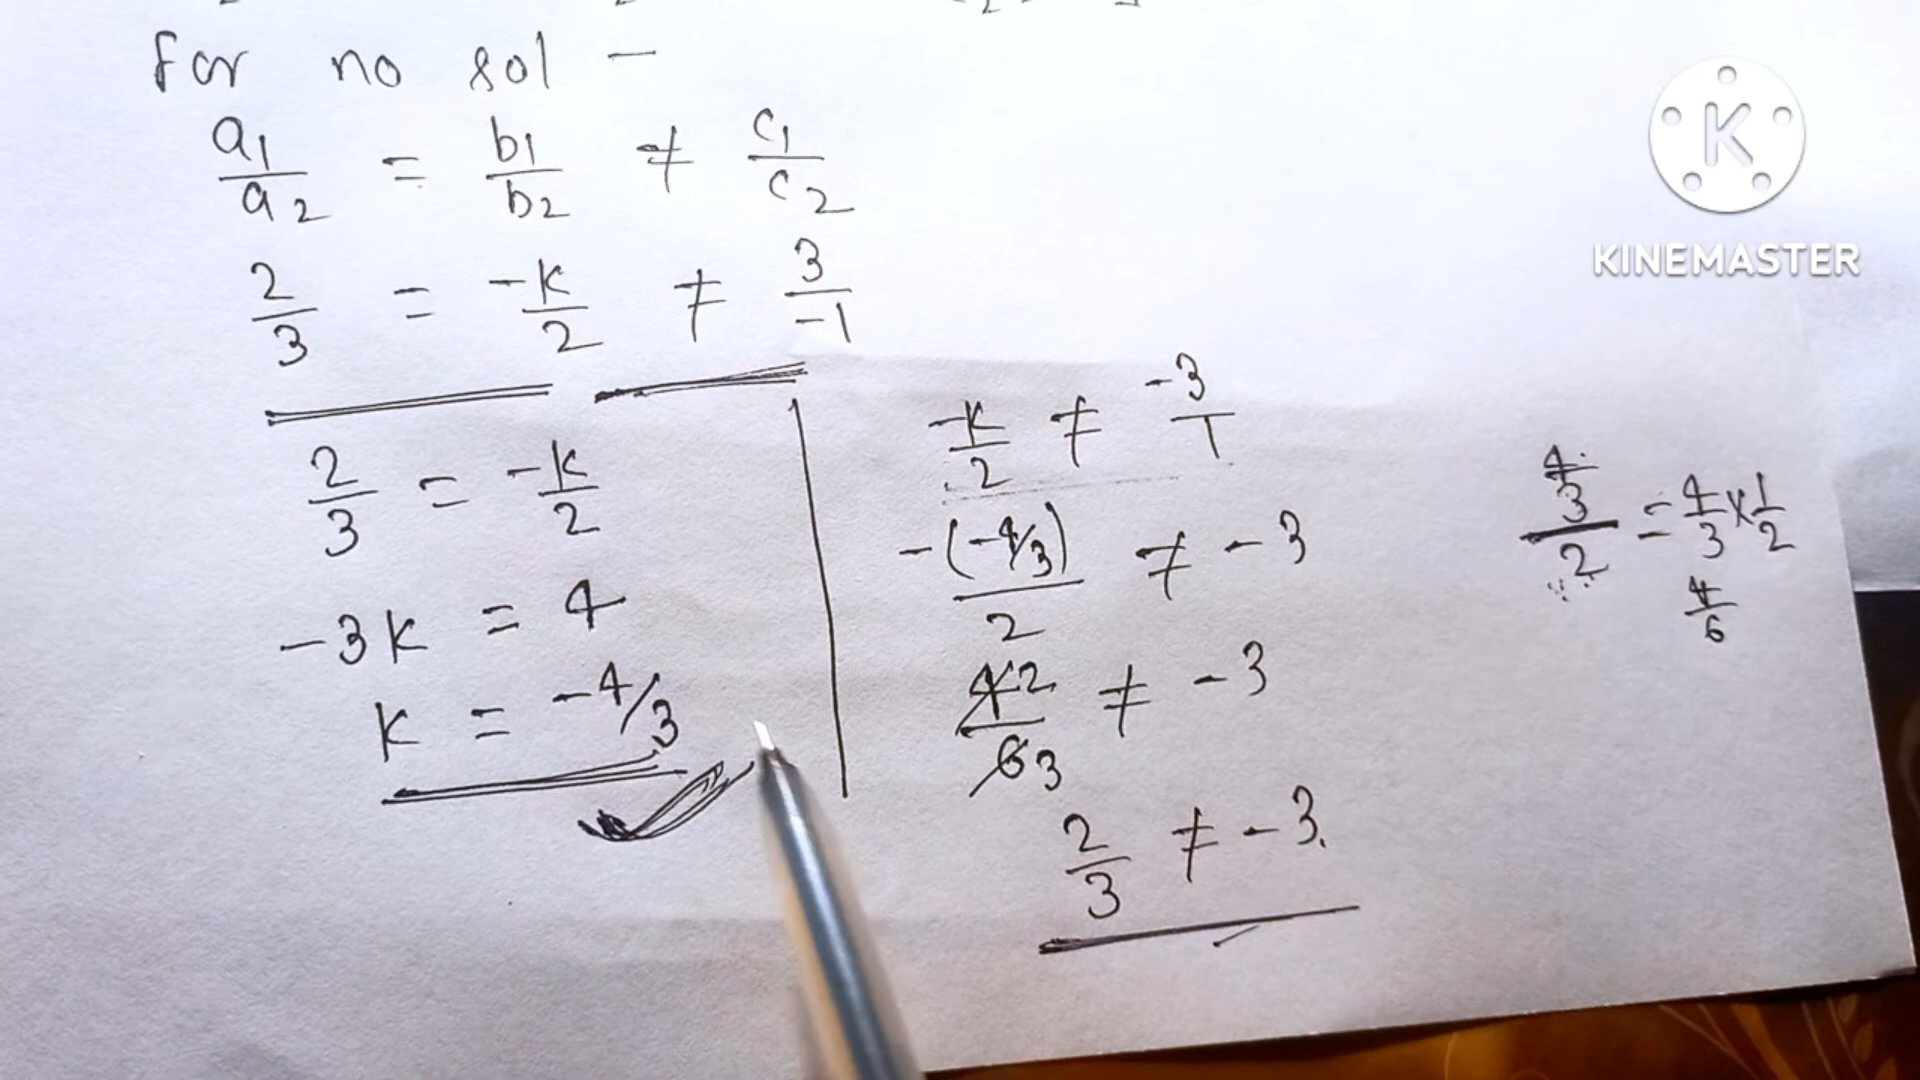 For no sol -
a1/a2 = b1/b2 ≠ c1/c2
2/3 = -k/2 ≠ 3/-1
2/3 = -k/2
-3k = 4
k = -4/3
-k/2 ≠ -3/1
-(-4/3)/2 ≠ -3
4 2/6 3 ≠ -3
2/3 ≠ -3.
4/3/2 = 4/3 x 1/2
4/6
K
KINEMASTER